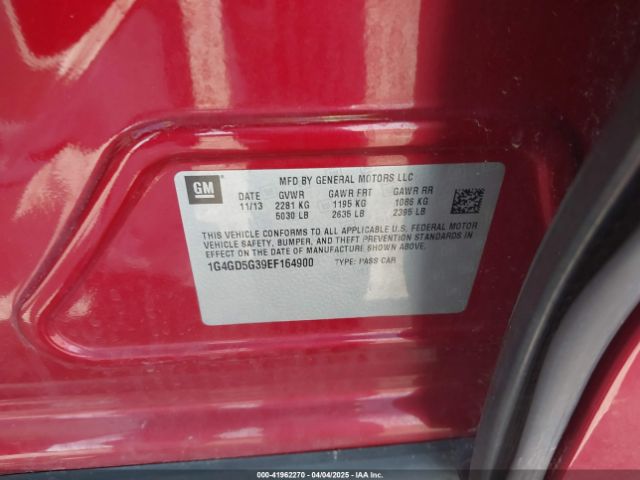 GM
MFD BY GENERAL MOTORS LLC
DATE GVWR GAWR FRT GAWR RR
11/13 2281 KG 1195 KG 1086 KG
5030 LB 2635 LB 2395 LB
THIS VEHICLE CONFORMS TO ALL APPLICABLE U.S. FEDERAL MOTOR
VEHICLE SAFETY, BUMPER, AND THEFT PREVENTION STANDARDS IN
EFFECT ON THE DATE OF MANUFACTURE SHOWN ABOVE.
1G4GD5G39EF164900 TYPE: PASS CAR
000-41962270 - 04/04/2025 - IAAI.CA